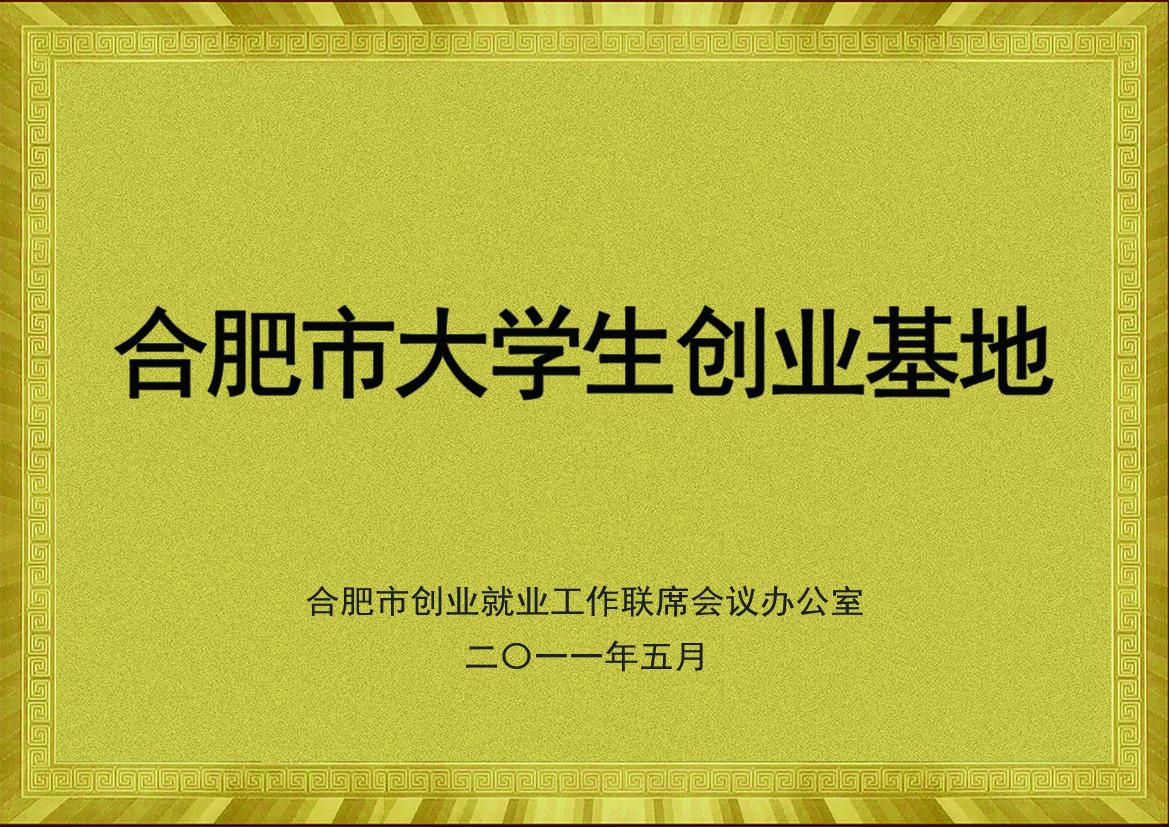 合肥市大学生创业基地
合肥市创业就业工作联席会议办公室
二〇一一年五月